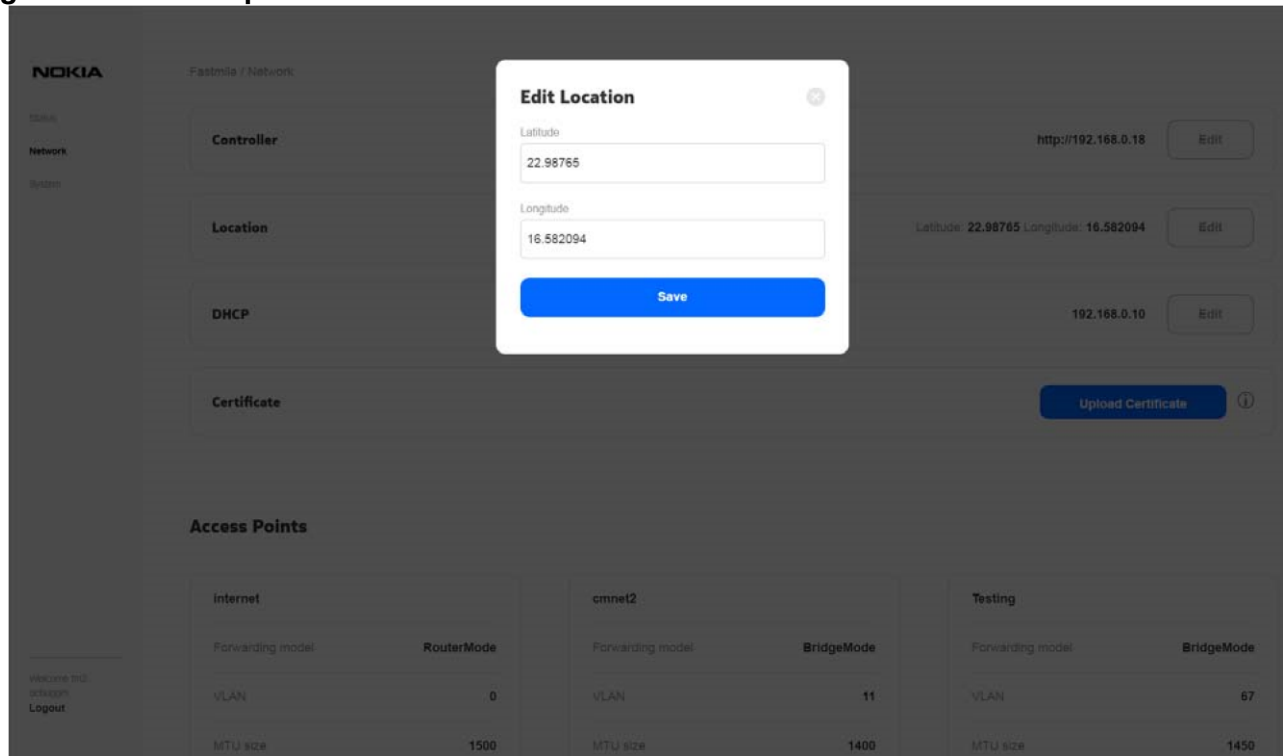 NOKIA
Fastmile / Network
Status
Network
System
Edit Location
Latitude
22.98765
Longitude
16.582094
Save
Controller
http://192.168.0.18
Edit
Location
Latitude: 22.98765 Longitude: 16.582094
Edit
DHCP
192.168.0.10
Edit
Certificate
Upload Certificate
Access Points
internet
Forwarding model RouterMode
VLAN 0
MTU size 1500
cmnet2
Forwarding model BridgeMode
VLAN 11
MTU size 1400
Testing
Forwarding model BridgeMode
VLAN 67
MTU size 1450
Welcome
Logout